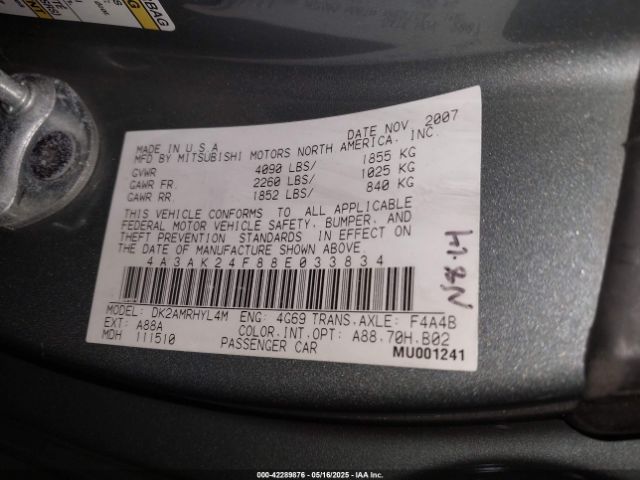 BAG
MADE IN U.S.A DATE NOV 2007
MFD BY MITSUBISHI MOTORS NORTH AMERICA, INC.
GVWR 4090 LBS/ 1855 KG
GAWR FR. 2260 LBS/ 1025 KG
GAWR RR. 1852 LBS/ 840 KG
THIS VEHICLE CONFORMS TO ALL APPLICABLE
FEDERAL MOTOR VEHICLE SAFETY, BUMPER, AND
THEFT PREVENTION STANDARDS IN EFFECT ON
THE DATE OF MANUFACTURE SHOWN ABOVE
4A3AK24F88E033834
MODEL: DK2AMRHYL4M ENG: 4G69 TRANS.AXLE: F4A4B
EXT: A88A COLOR.INT.OPT: A88.70H.B02
MDH 111510 PASSENGER CAR
MU001241
000-42289876 - 05/16/2025 - IAAI, INC.